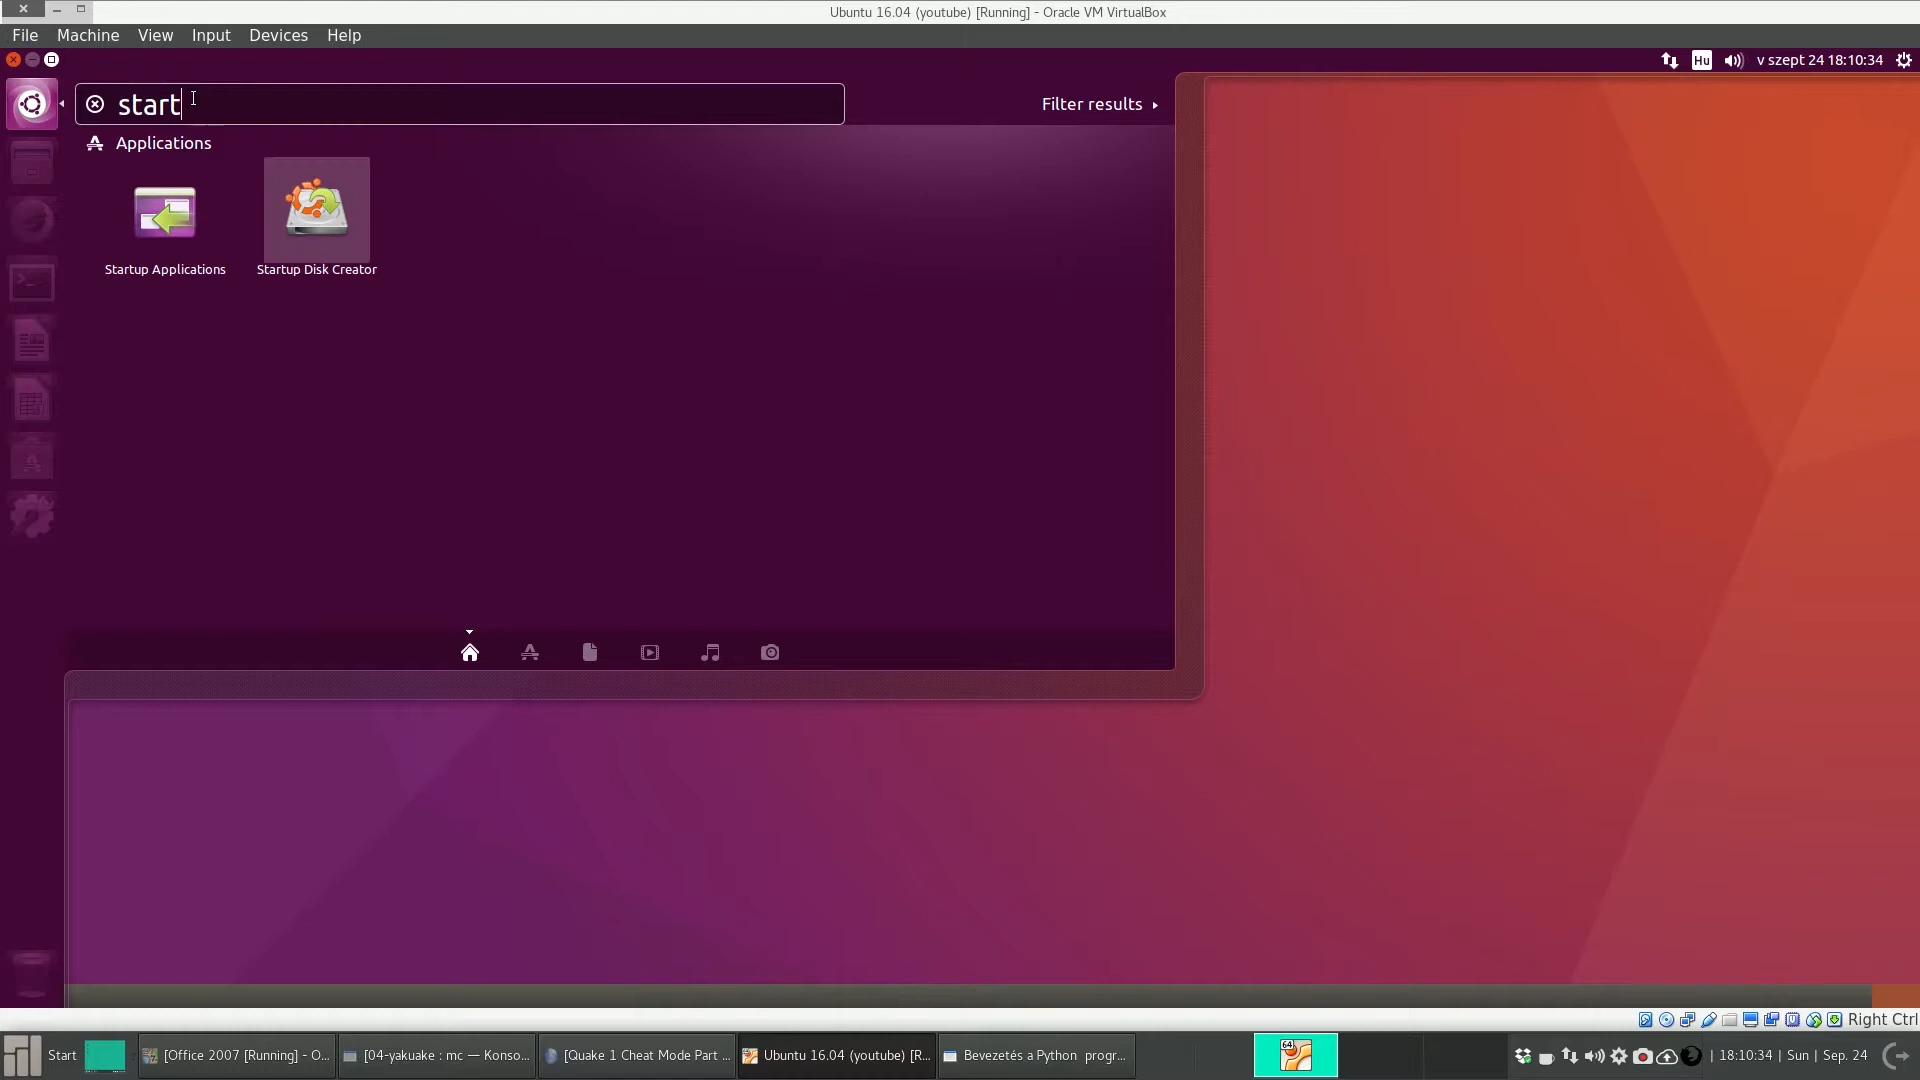 Ubuntu 16.04 (youtube) [Running] - Oracle VM VirtualBox
File Machine View Input Devices Help
Hu v szept 24 18:10:34
start
Filter results
Applications
Startup Applications
Startup Disk Creator
Right Ctrl
Start
[Office 2007 [Running] - O...
[04-yakuake : mc — Konso...
[Quake 1 Cheat Mode Part ...
Ubuntu 16.04 (youtube) [R...
Bevezetés a Python progr...
64
| 18:10:34 | Sun | Sep. 24